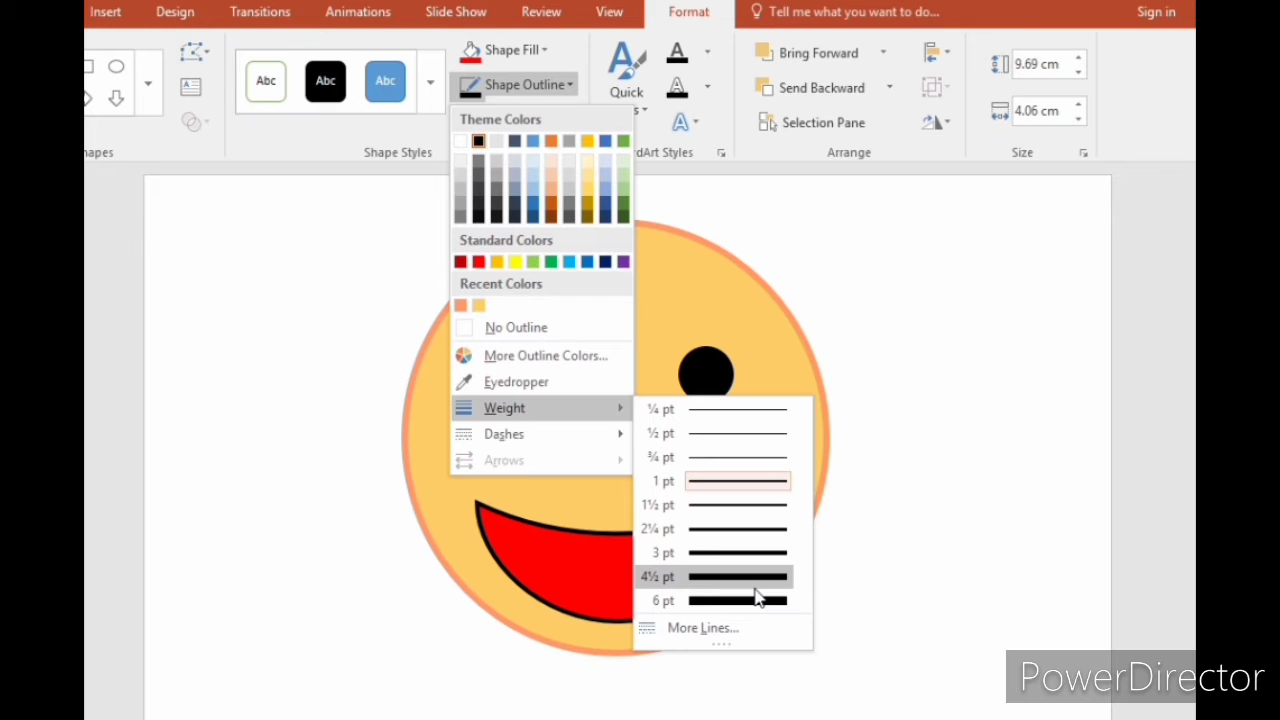 Insert Design Transitions Animations Slide Show Review View Format Tell me what you want to do... Sign in
Abc Abc Abc
Shape Fill
Shape Outline
Quick
A
A
A
A
Bring Forward
Send Backward
Selection Pane
9.69 cm
4.06 cm
hapes Shape Styles dArt Styles Arrange Size
Theme Colors
Standard Colors
Recent Colors
No Outline
More Outline Colors...
Eyedropper
Weight
Dashes
Arrows
¼ pt
½ pt
¾ pt
1 pt
1½ pt
2¼ pt
3 pt
4½ pt
6 pt
More Lines...
PowerDirector